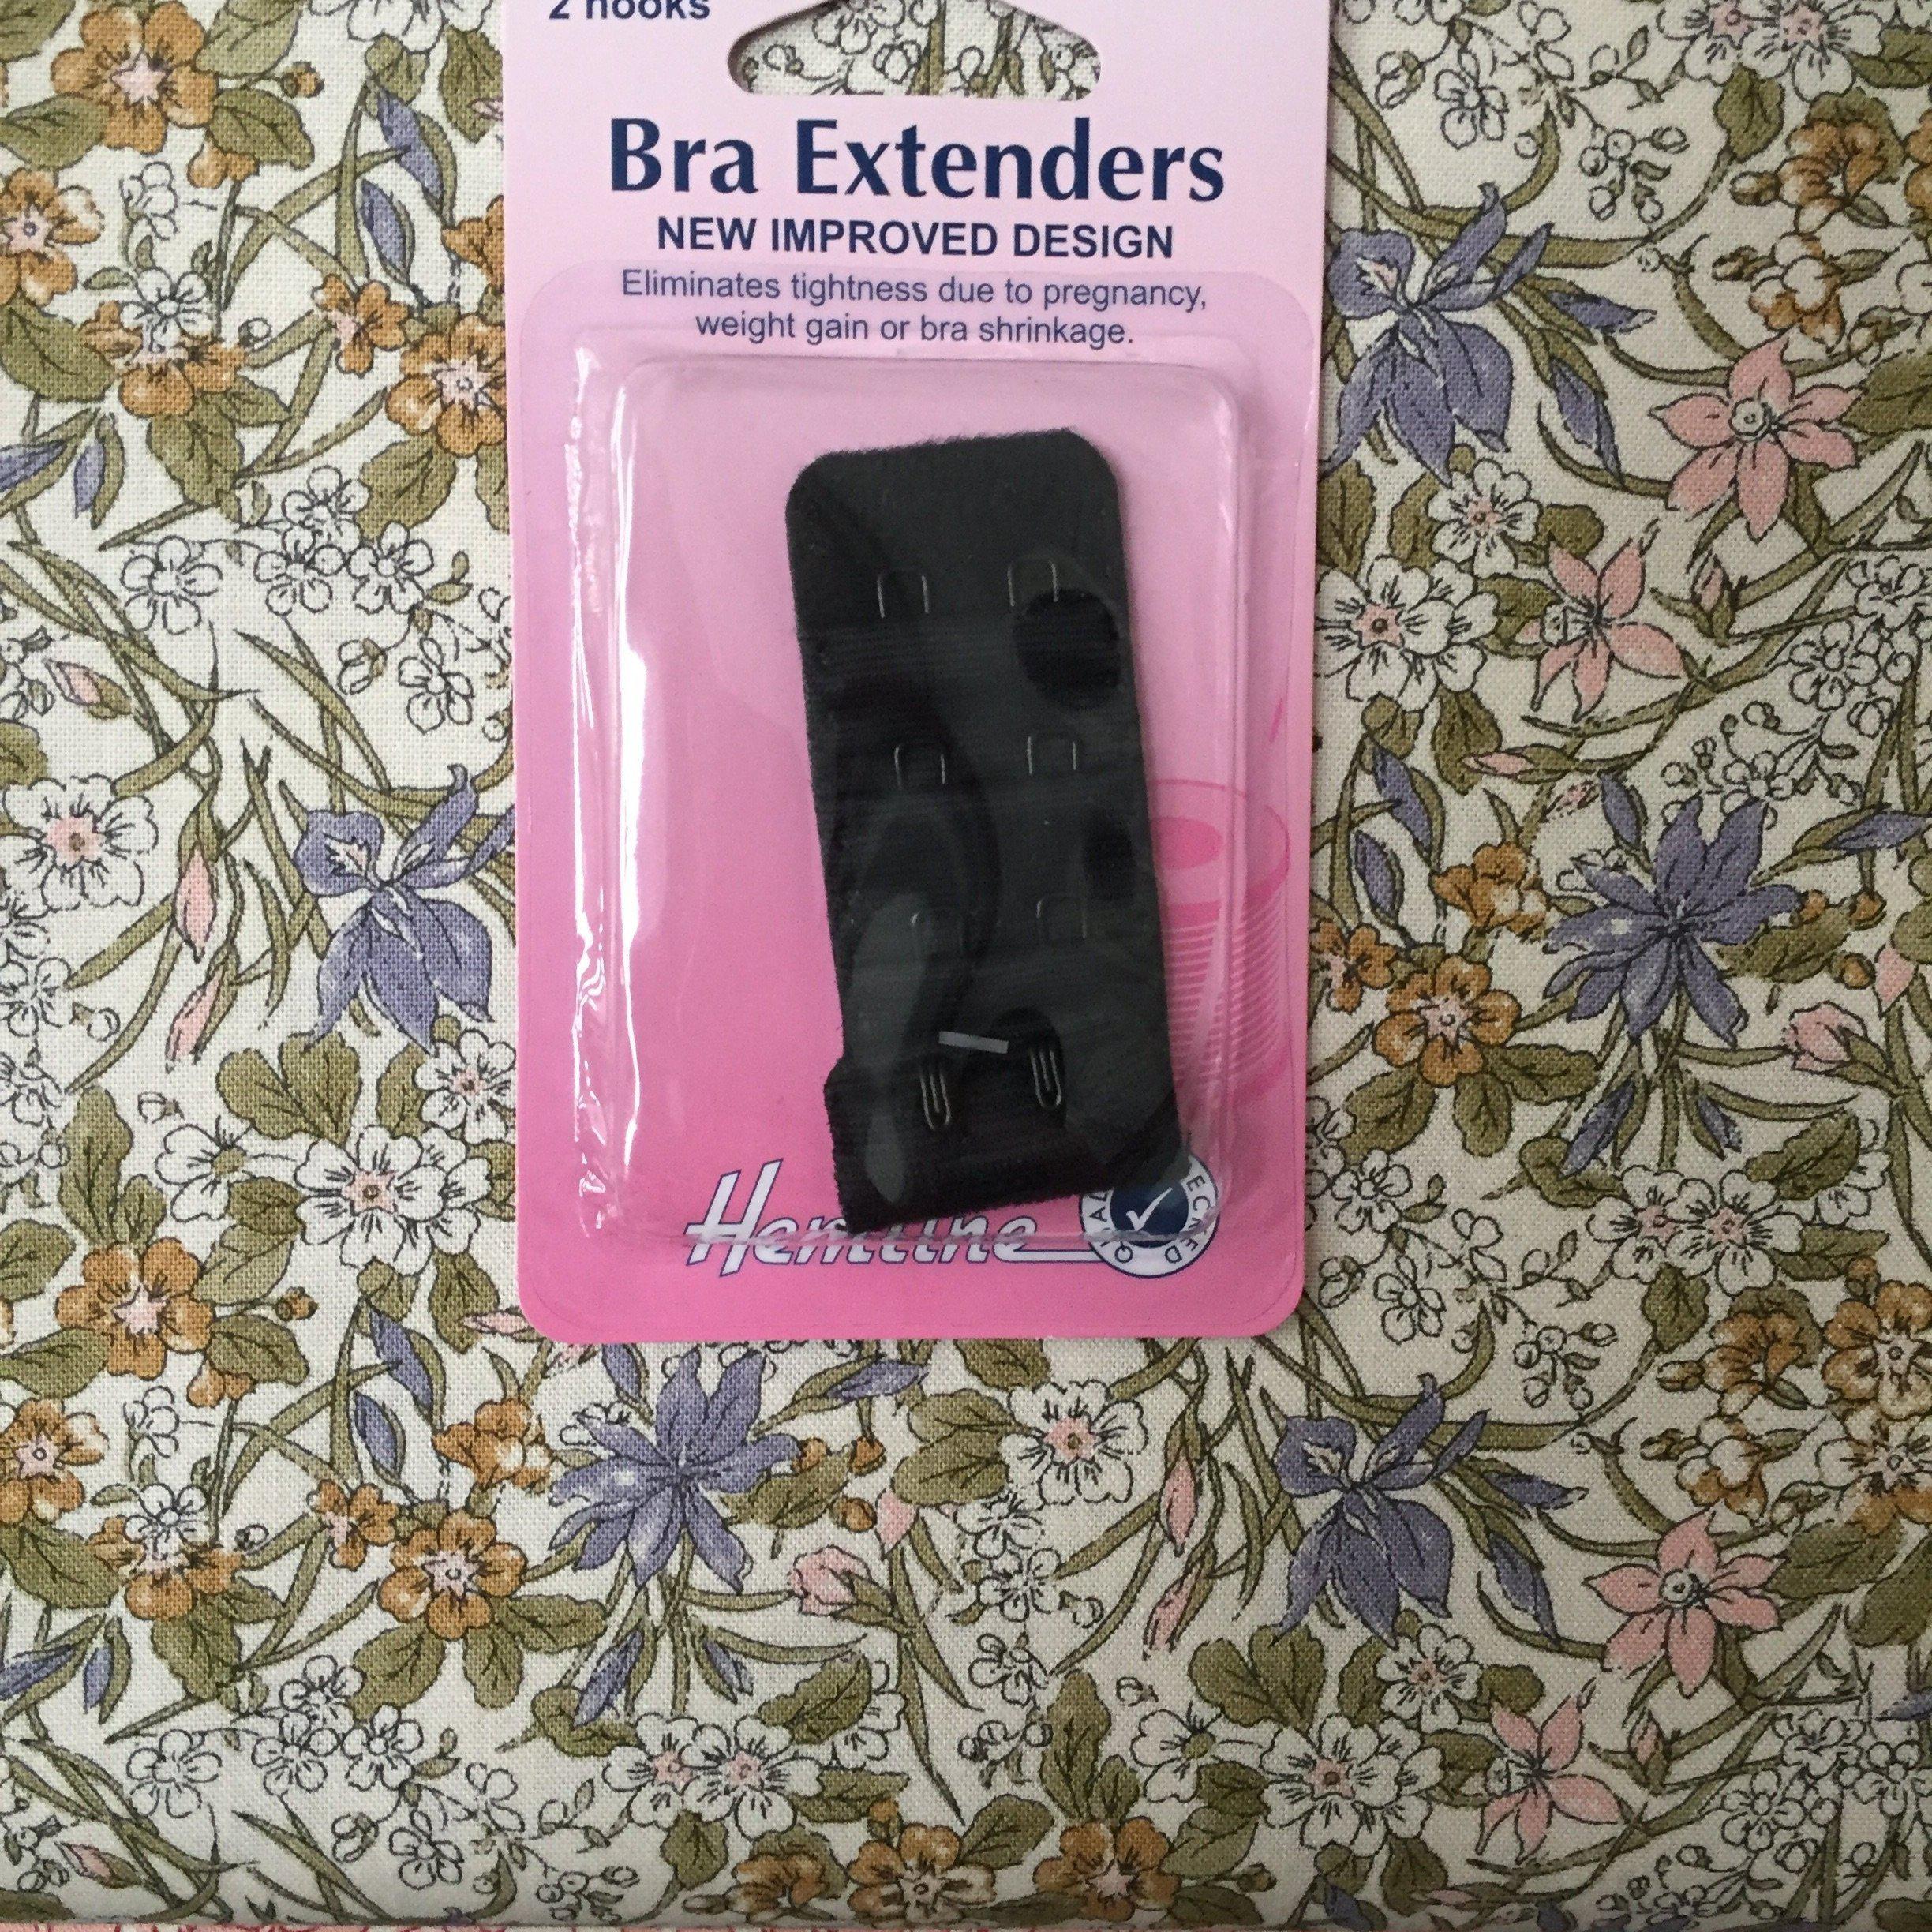 2 hooks
Bra Extenders
NEW IMPROVED DESIGN
Eliminates tightness due to pregnancy,
weight gain or bra shrinkage.
Hemline